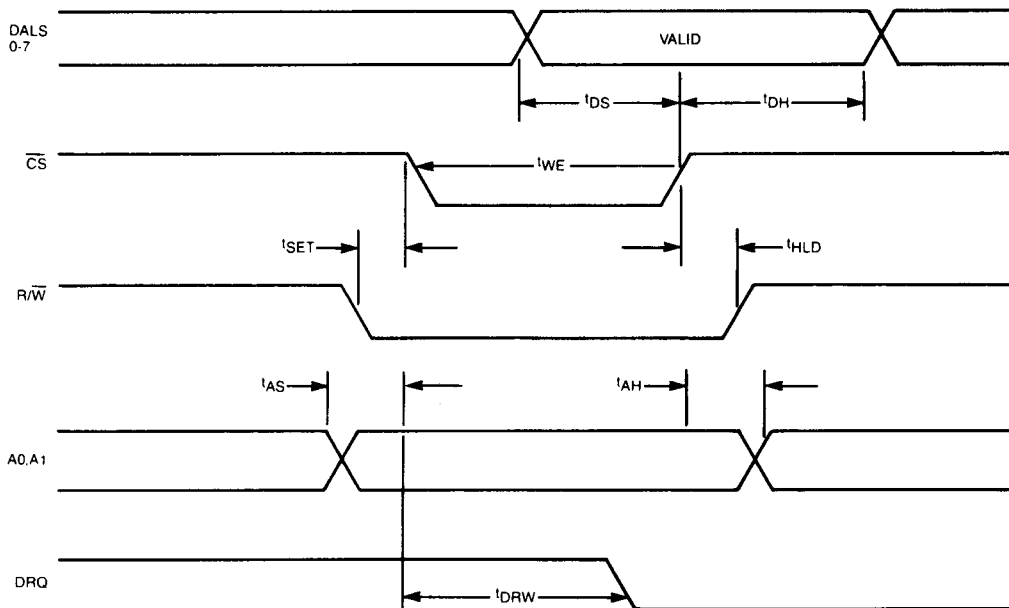 DALS
0-7
VALID
tDS
tDH
CS
tWE
tSET
tHLD
R/W
tAS
tAH
A0,A1
DRQ
tDRW